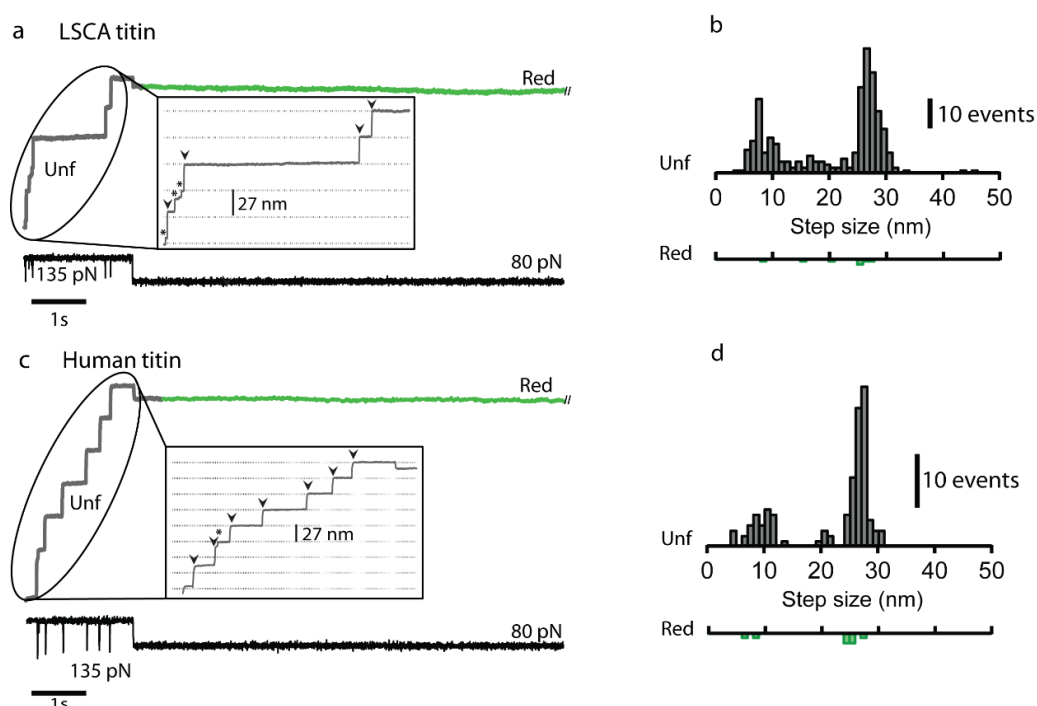 a LSCA titin
Red
//
Unf
*
*
*
27 nm
135 pN
80 pN
1s
b
10 events
Unf
0 10 20 30 40 50
Step size (nm)
Red
c Human titin
Red
//
Unf
*
27 nm
80 pN
135 pN
1s
d
10 events
Unf
0 10 20 30 40 50
Step size (nm)
Red